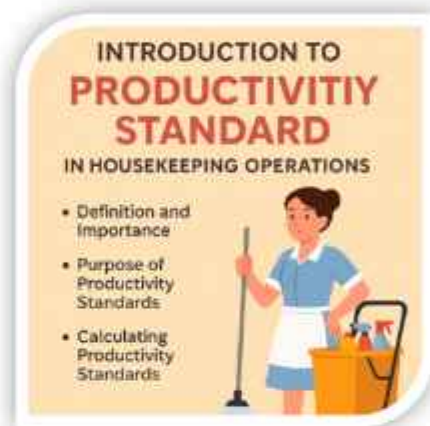 INTRODUCTION TO
PRODUCTIVITIY
STANDARD
IN HOUSEKEEPING OPERATIONS
• Definition and
Importance
• Purpose of
Productivity
Standards
• Calculating
Productivity
Standards